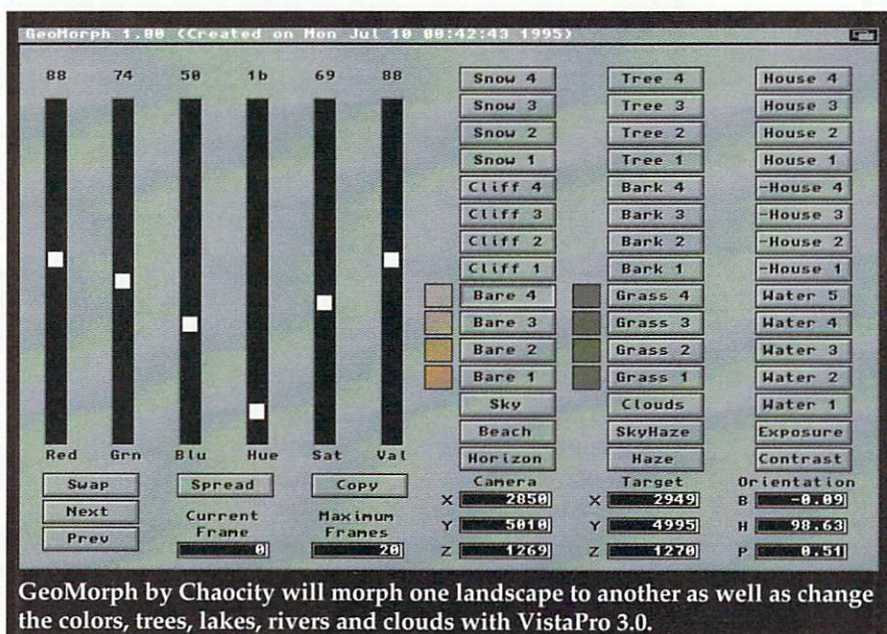 GeoMorph 1.00 (Created on Mon Jul 10 00:42:43 1995)
88 74 50 1b 69 88
Snow 4 Tree 4 House 4
Snow 3 Tree 3 House 3
Snow 2 Tree 2 House 2
Snow 1 Tree 1 House 1
Cliff 4 Bark 4 -House 4
Cliff 3 Bark 3 -House 3
Cliff 2 Bark 2 -House 2
Cliff 1 Bark 1 -House 1
Bare 4 Grass 4 Water 5
Bare 3 Grass 3 Water 4
Bare 2 Grass 2 Water 3
Bare 1 Grass 1 Water 2
Sky Clouds Water 1
Beach SkyHaze Exposure
Red Grn Blu Hue Sat Val Horizon Haze Contrast
Swap Spread Copy Camera Target Orientation
X 2850 X 2949 B -0.09
Next Current Frame Maximum Frames Y 5010 Y 4995 H 98.63
Prev 0 20 Z 1269 Z 1270 P 0.51
GeoMorph by Chaocity will morph one landscape to another as well as change
the colors, trees, lakes, rivers and clouds with VistaPro 3.0.